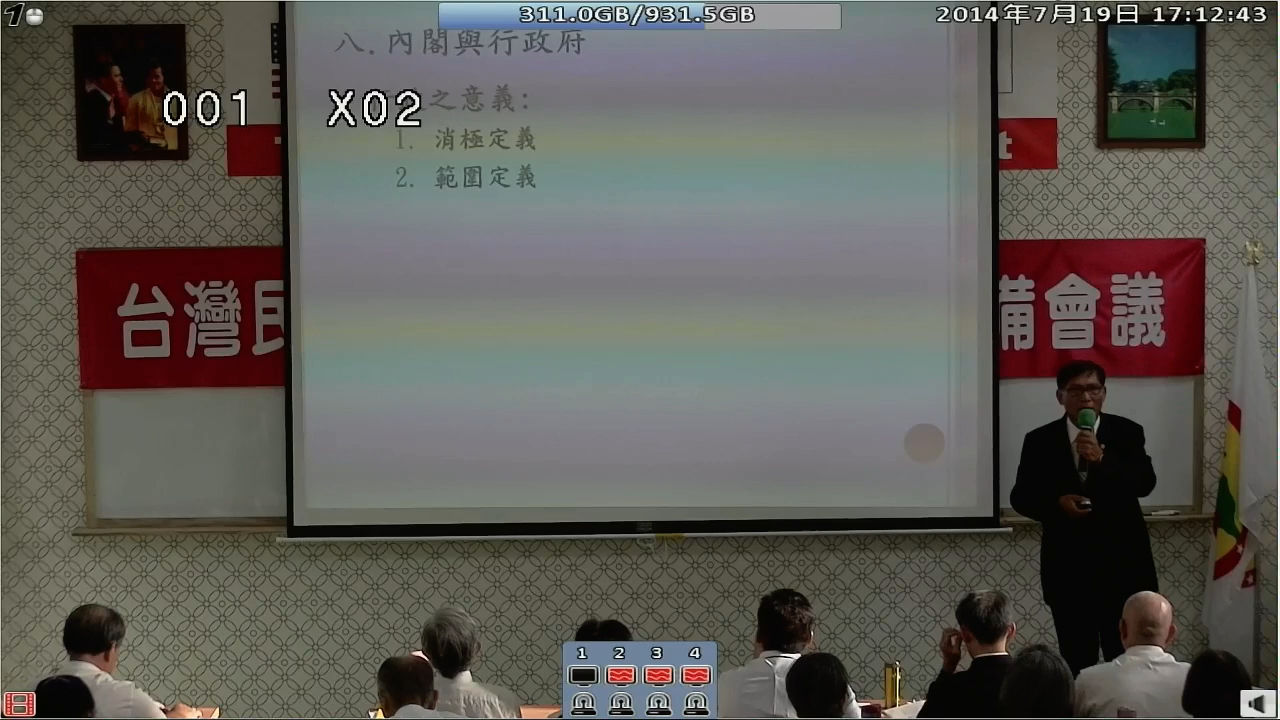 311.0GB/931.5GB
2014年7月19日 17:12:43
八.內閣與行政府
001 X02
之意義:
1. 消極定義
2. 範圍定義
t
台灣民
備會議
1 2 3 4